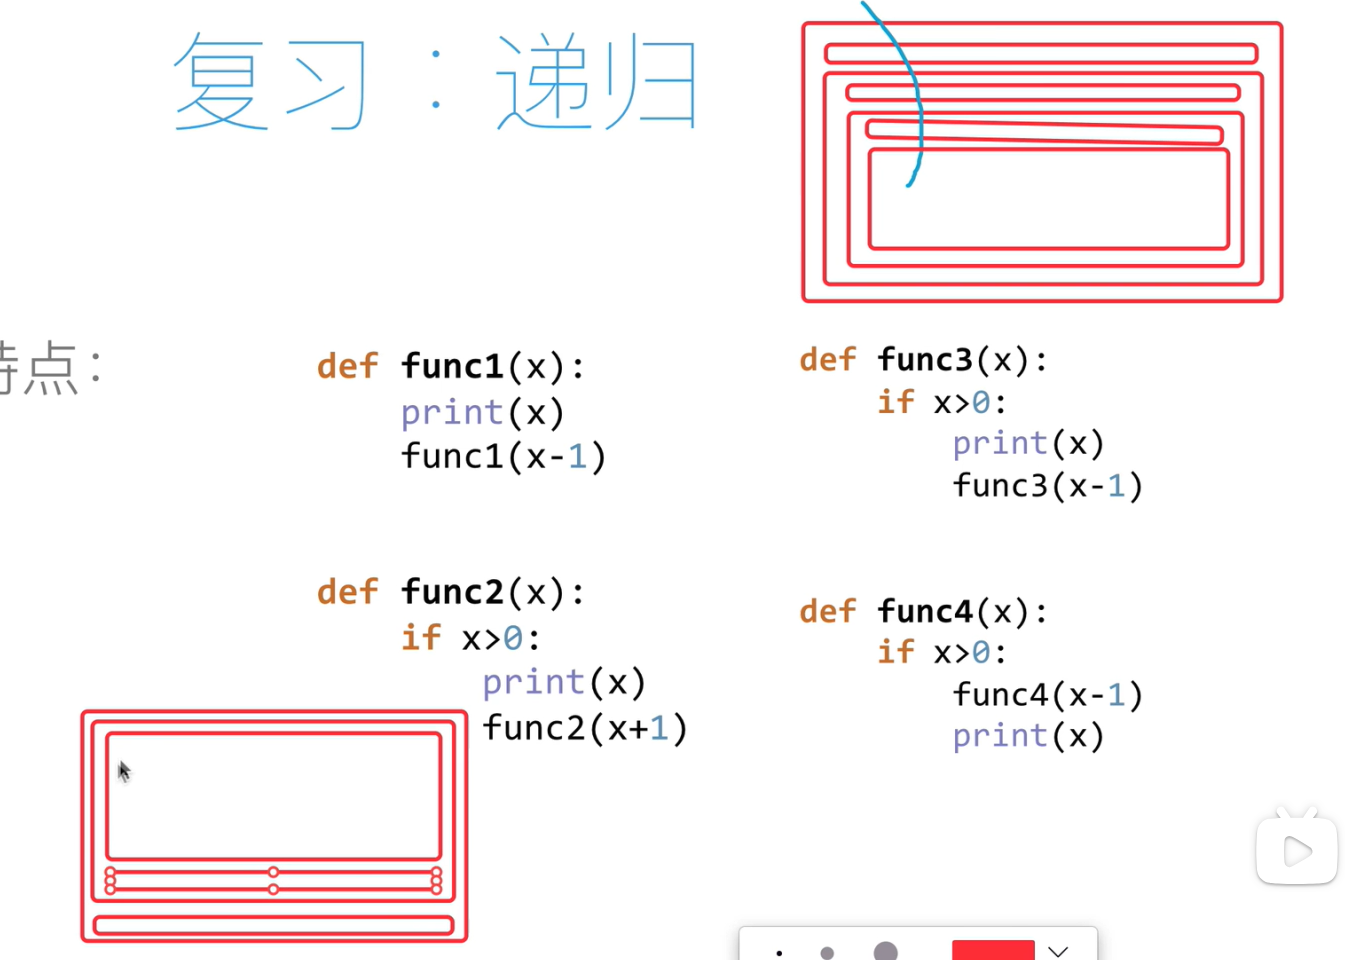 复习：递归
特点：
def func1(x):
    print(x)
    func1(x-1)
def func2(x):
    if x>0:
        print(x)
        func2(x+1)
def func3(x):
    if x>0:
        print(x)
        func3(x-1)
def func4(x):
    if x>0:
        func4(x-1)
        print(x)